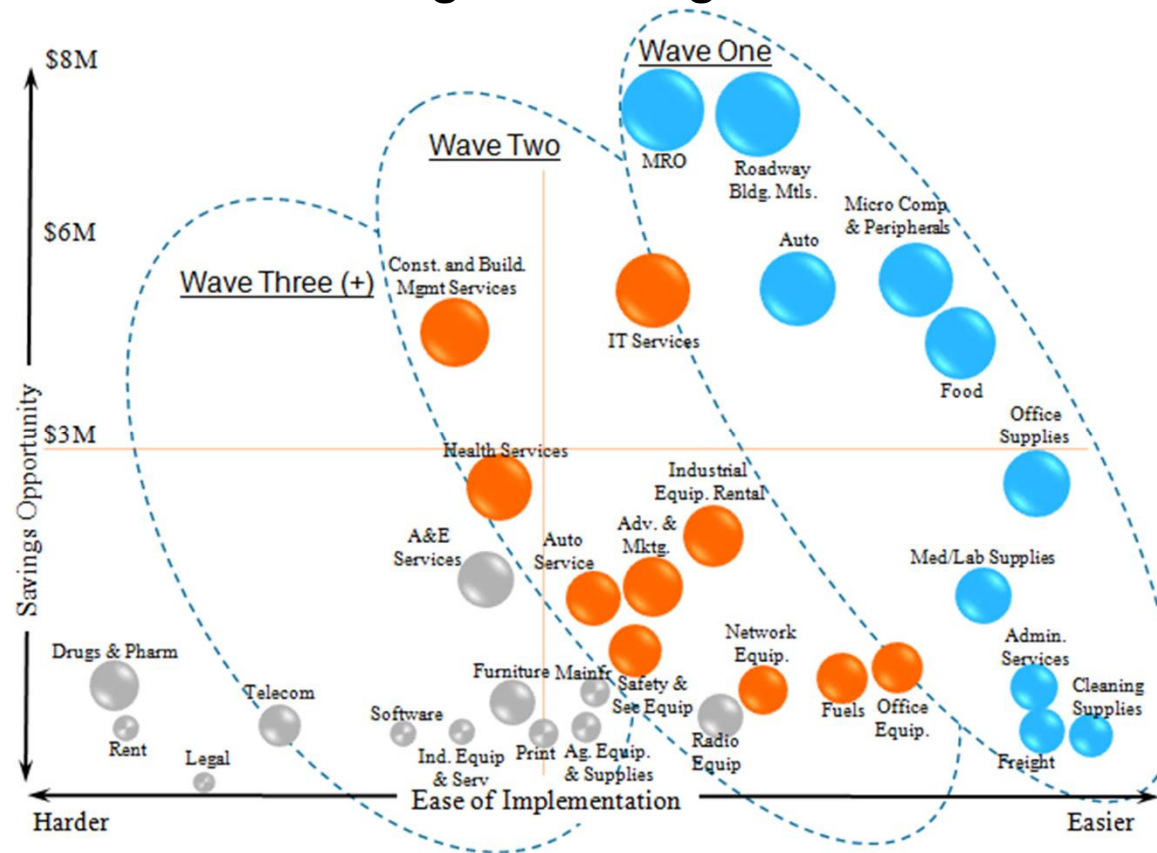 $8M
Wave One
MRO
Roadway
Bldg. Mtls.
Wave Two
Micro Comp
& Peripherals
$6M
Auto
Const. and Build.
Mgmt Services
Wave Three (+)
IT Services
Food
Office
Supplies
$3M
Savings Opportunity
Health Services
Industrial
Equip. Rental
A&E
Services
Auto
Service
Adv. &
Mktg.
Med/Lab Supplies
Drugs & Pharm
Network
Equip.
Admin.
Services
Furniture
Mainfr
Safety &
Sec Equip
Telecom
Cleaning
Supplies
Software
Fuels
Office
Equip.
Rent
Legal
Ind. Equip
& Serv
Print
Ag. Equip.
& Supplies
Radio
Equip
Freight
Ease of Implementation
Harder
Easier